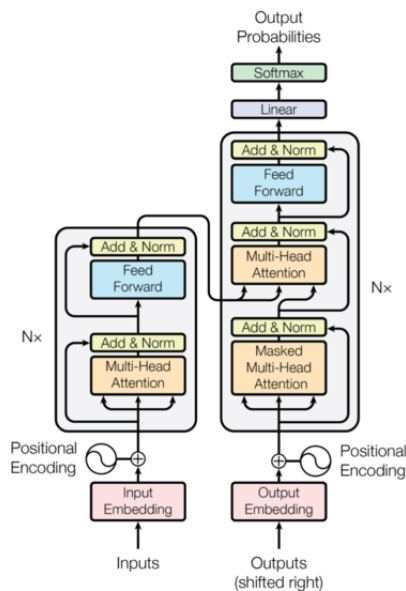 Output
Probabilities
Softmax
Linear
Add & Norm
Feed
Forward
Add & Norm
Multi-Head
Attention
Add & Norm
Masked
Multi-Head
Attention
Nx
Add & Norm
Feed
Forward
Add & Norm
Multi-Head
Attention
Nx
Positional
Encoding
Positional
Encoding
Input
Embedding
Output
Embedding
Inputs
Outputs
(shifted right)